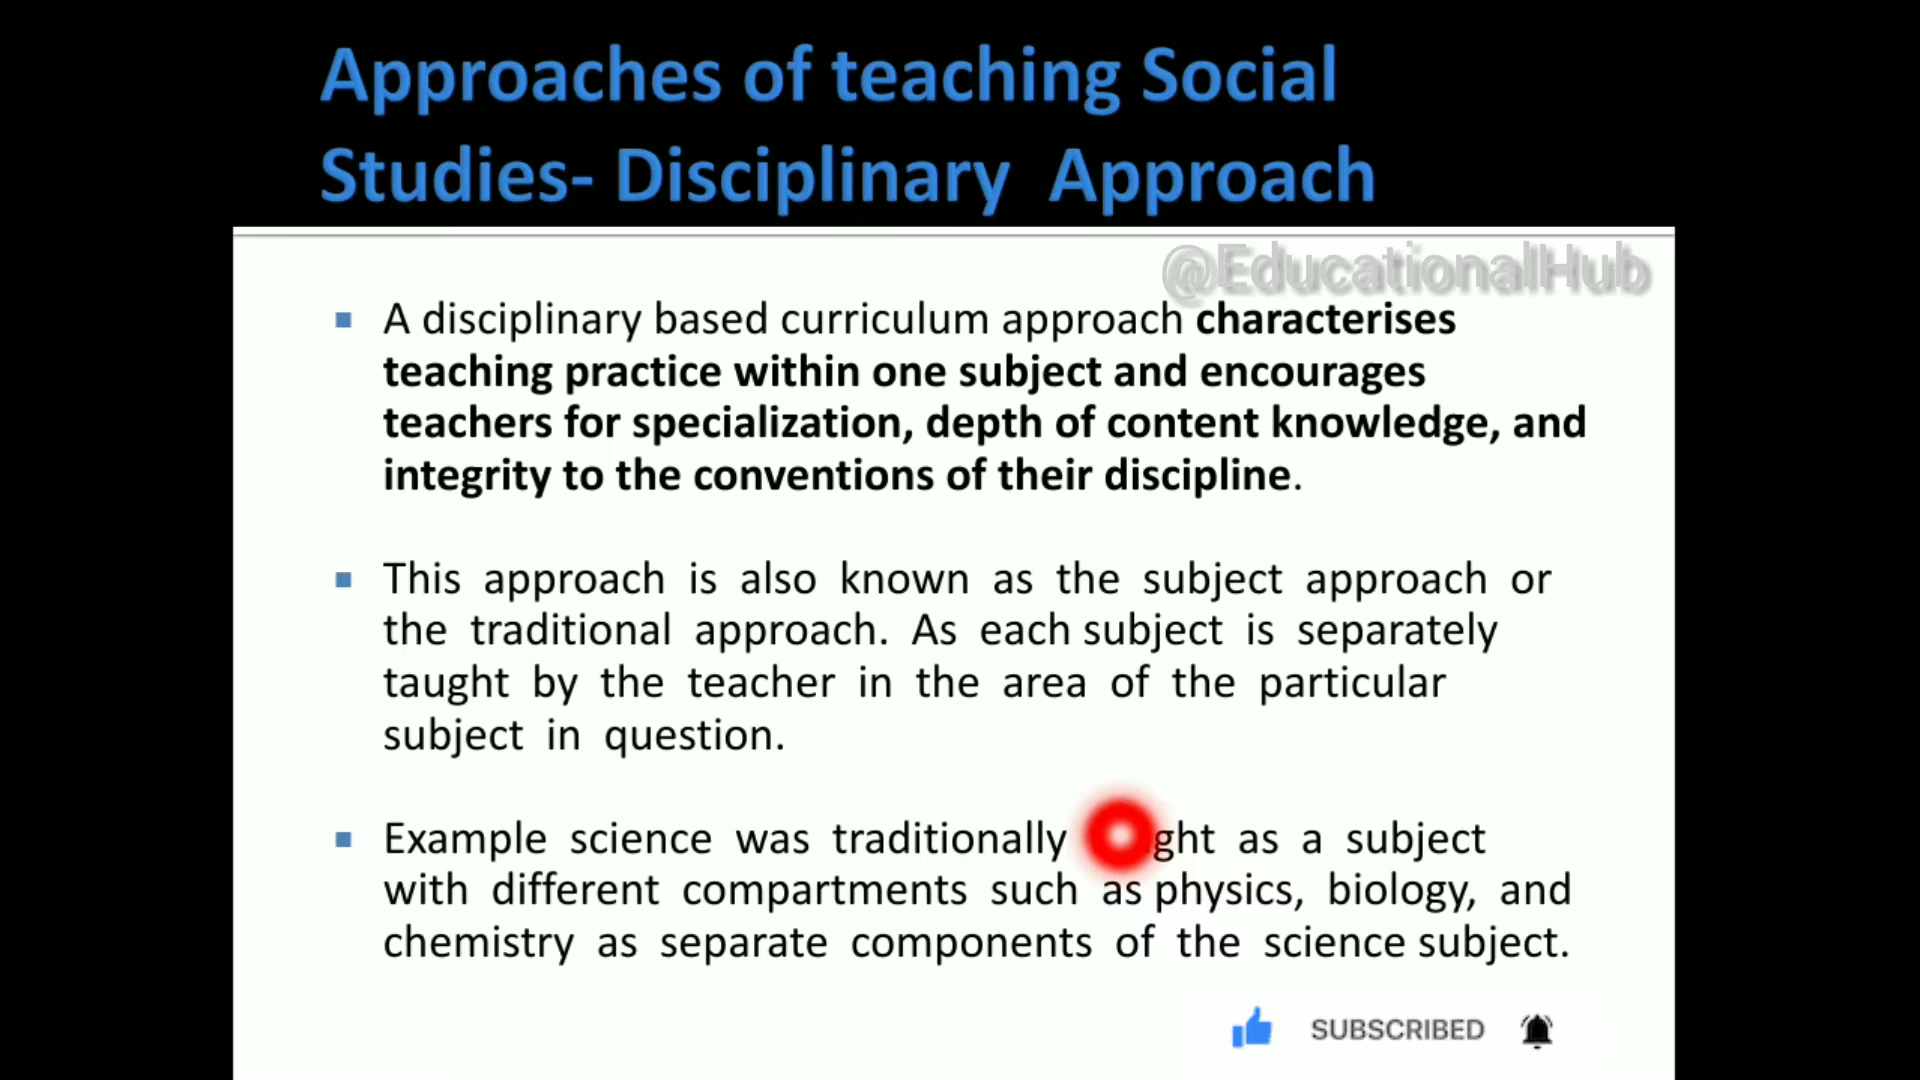 Approaches of teaching Social
Studies- Disciplinary Approach
@EducationalHub
A disciplinary based curriculum approach characterises
teaching practice within one subject and encourages
teachers for specialization, depth of content knowledge, and
integrity to the conventions of their discipline.
This approach is also known as the subject approach or
the traditional approach. As each subject is separately
taught by the teacher in the area of the particular
subject in question.
Example science was traditionally as a subject
with different compartments such as physics, biology, and
chemistry as separate components of the science subject.
SUBSCRIBED